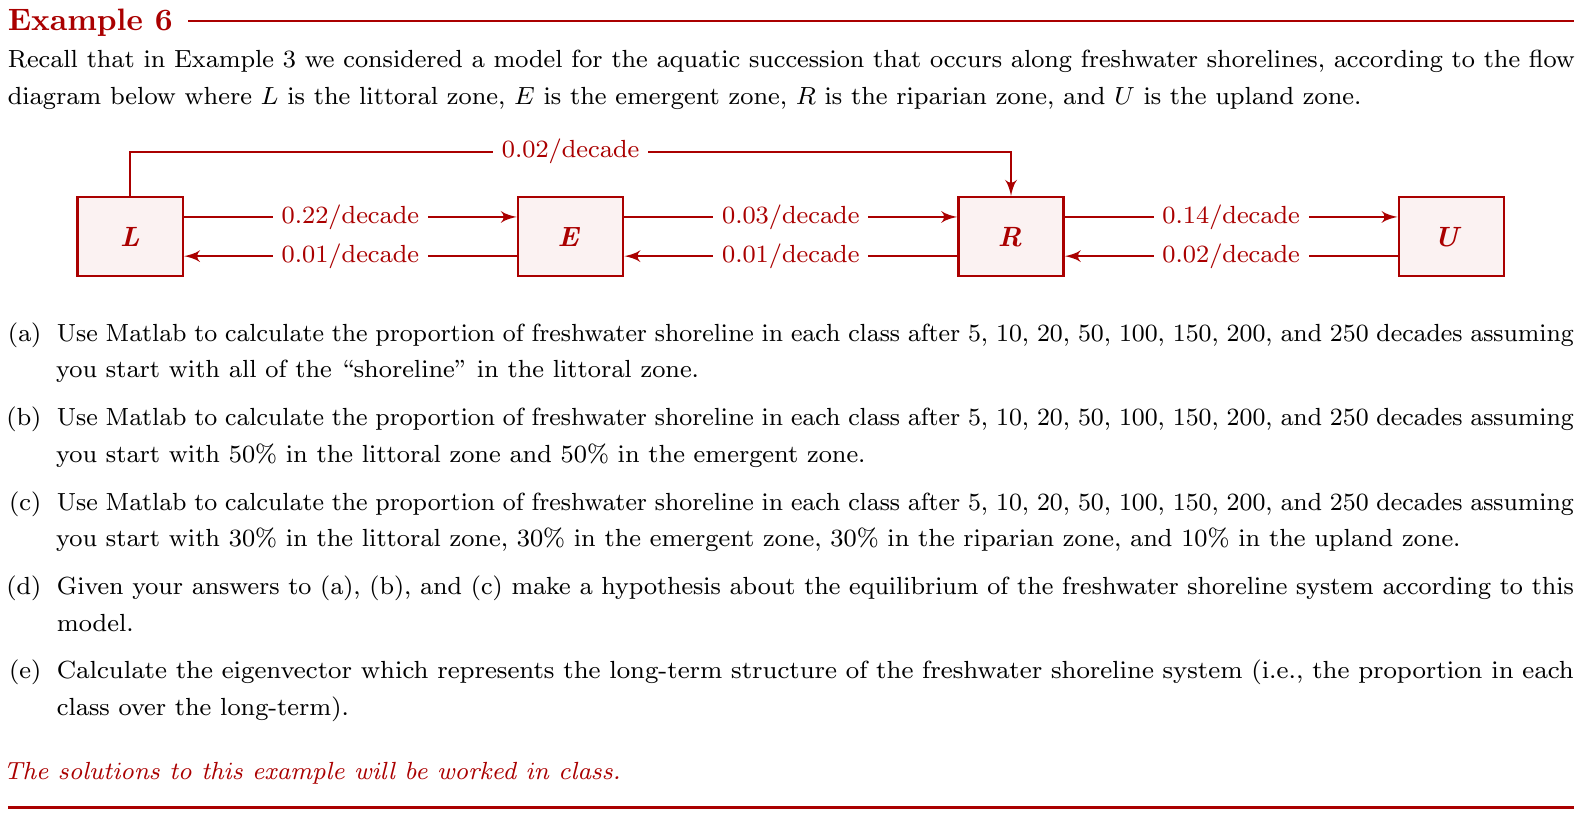 Example 6
Recall that in Example 3 we considered a model for the aquatic succession that occurs along freshwater shorelines, according to the flow
diagram below where L is the littoral zone, E is the emergent zone, R is the riparian zone, and U is the upland zone.
0.02/decade
0.22/decade 0.03/decade 0.14/decade
L E R U
0.01/decade 0.01/decade 0.02/decade
(a) Use Matlab to calculate the proportion of freshwater shoreline in each class after 5, 10, 20, 50, 100, 150, 200, and 250 decades assuming
you start with all of the “shoreline” in the littoral zone.
(b) Use Matlab to calculate the proportion of freshwater shoreline in each class after 5, 10, 20, 50, 100, 150, 200, and 250 decades assuming
you start with 50% in the littoral zone and 50% in the emergent zone.
(c) Use Matlab to calculate the proportion of freshwater shoreline in each class after 5, 10, 20, 50, 100, 150, 200, and 250 decades assuming
you start with 30% in the littoral zone, 30% in the emergent zone, 30% in the riparian zone, and 10% in the upland zone.
(d) Given your answers to (a), (b), and (c) make a hypothesis about the equilibrium of the freshwater shoreline system according to this
model.
(e) Calculate the eigenvector which represents the long-term structure of the freshwater shoreline system (i.e., the proportion in each
class over the long-term).
The solutions to this example will be worked in class.